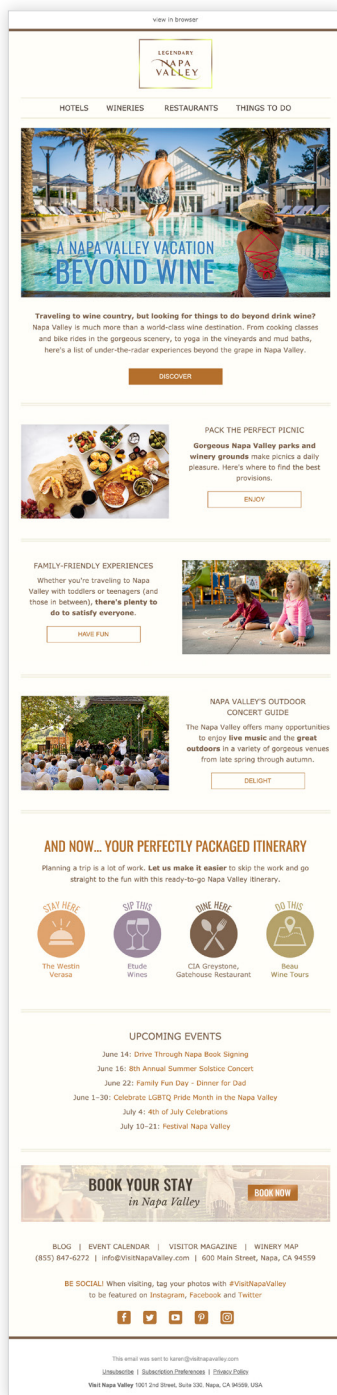 view in browser
LEGENDARY
NAPA
VALLEY
HOTELS WINERIES RESTAURANTS THINGS TO DO
A NAPA VALLEY VACATION
BEYOND WINE
Traveling to wine country, but looking for things to do beyond drink wine?
Napa Valley is much more than a world-class wine destination. From cooking classes
and bike rides in the gorgeous scenery, to yoga in the vineyards and mud baths,
here's a list of under-the-radar experiences beyond the grape in Napa Valley.
DISCOVER
PACK THE PERFECT PICNIC
Gorgeous Napa Valley parks and
winery grounds make picnics a daily
pleasure. Here's where to find the best
provisions.
ENJOY
FAMILY-FRIENDLY EXPERIENCES
Whether you're traveling to Napa
Valley with toddlers or teenagers (and
those in between), there's plenty to
do to satisfy everyone.
HAVE FUN
NAPA VALLEY'S OUTDOOR
CONCERT GUIDE
The Napa Valley offers many opportunities
to enjoy live music and the great
outdoors in a variety of gorgeous venues
from late spring through autumn.
DELIGHT
AND NOW... YOUR PERFECTLY PACKAGED ITINERARY
Planning a trip is a lot of work. Let us make it easier to skip the work and go
straight to the fun with this ready-to-go Napa Valley itinerary.
STAY HERE SIP THIS DINE HERE DO THIS
The Westin Etude CIA Greystone, Beau
Verasa Wines Gatehouse Restaurant Wine Tours
UPCOMING EVENTS
June 14: Drive Through Napa Book Signing
June 16: 8th Annual Summer Solstice Concert
June 22: Family Fun Day - Dinner for Dad
June 1–30: Celebrate LGBTQ Pride Month in the Napa Valley
July 4: 4th of July Celebrations
July 10–21: Festival Napa Valley
BOOK YOUR STAY
in Napa Valley
BOOK NOW
BLOG | EVENT CALENDAR | VISITOR MAGAZINE | WINERY MAP
(855) 847-6272 | info@VisitNapaValley.com | 600 Main Street, Napa, CA 94559
BE SOCIAL! When visiting, tag your photos with #VisitNapaValley
to be featured on Instagram, Facebook and Twitter
This email was sent to karen@visitnapavalley.com
Unsubscribe | Subscription Preferences | Privacy Policy
Visit Napa Valley 1001 2nd Street, Suite 330, Napa, CA 94559, USA